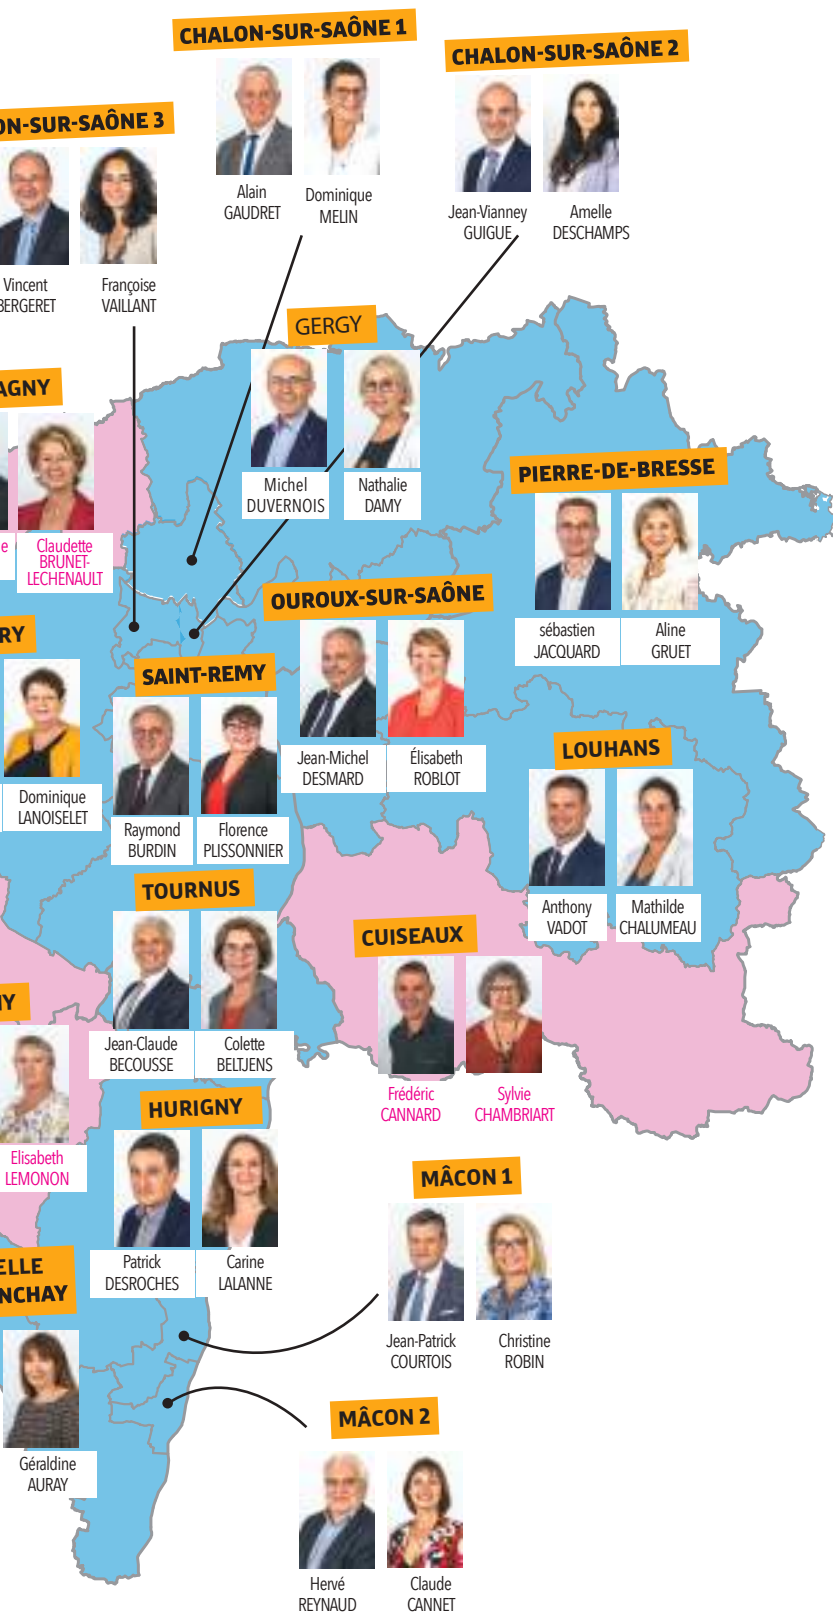 CHALON-SUR-SAÔNE 1
Alain
GAUDRET
Dominique
MELIN
CHALON-SUR-SAÔNE 2
Jean-Vianney
GUIGUE
Amelle
DESCHAMPS
ON-SUR-SAÔNE 3
Vincent
BERGERET
Françoise
VAILLANT
GERGY
Michel
DUVERNOIS
Nathalie
DAMY
AGNY
e
Claudette
BRUNET-
LECHENAULT
PIERRE-DE-BRESSE
sébastien
JACQUARD
Aline
GRUET
OUROUX-SUR-SAÔNE
Jean-Michel
DESMARD
Élisabeth
ROBLOT
RY
Dominique
LANOISELET
SAINT-REMY
Raymond
BURDIN
Florence
PLISSONNIER
LOUHANS
Anthony
VADOT
Mathilde
CHALUMEAU
TOURNUS
Jean-Claude
BECOUSSE
Colette
BELTJENS
CUISEAUX
Frédéric
CANNARD
Sylvie
CHAMBRIART
NY
Elisabeth
LEMONON
HURIGNY
Patrick
DESROCHES
Carine
LALANNE
MÂCON 1
Jean-Patrick
COURTOIS
Christine
ROBIN
ELLE
NCHAY
Géraldine
AURAY
MÂCON 2
Hervé
REYNAUD
Claude
CANNET